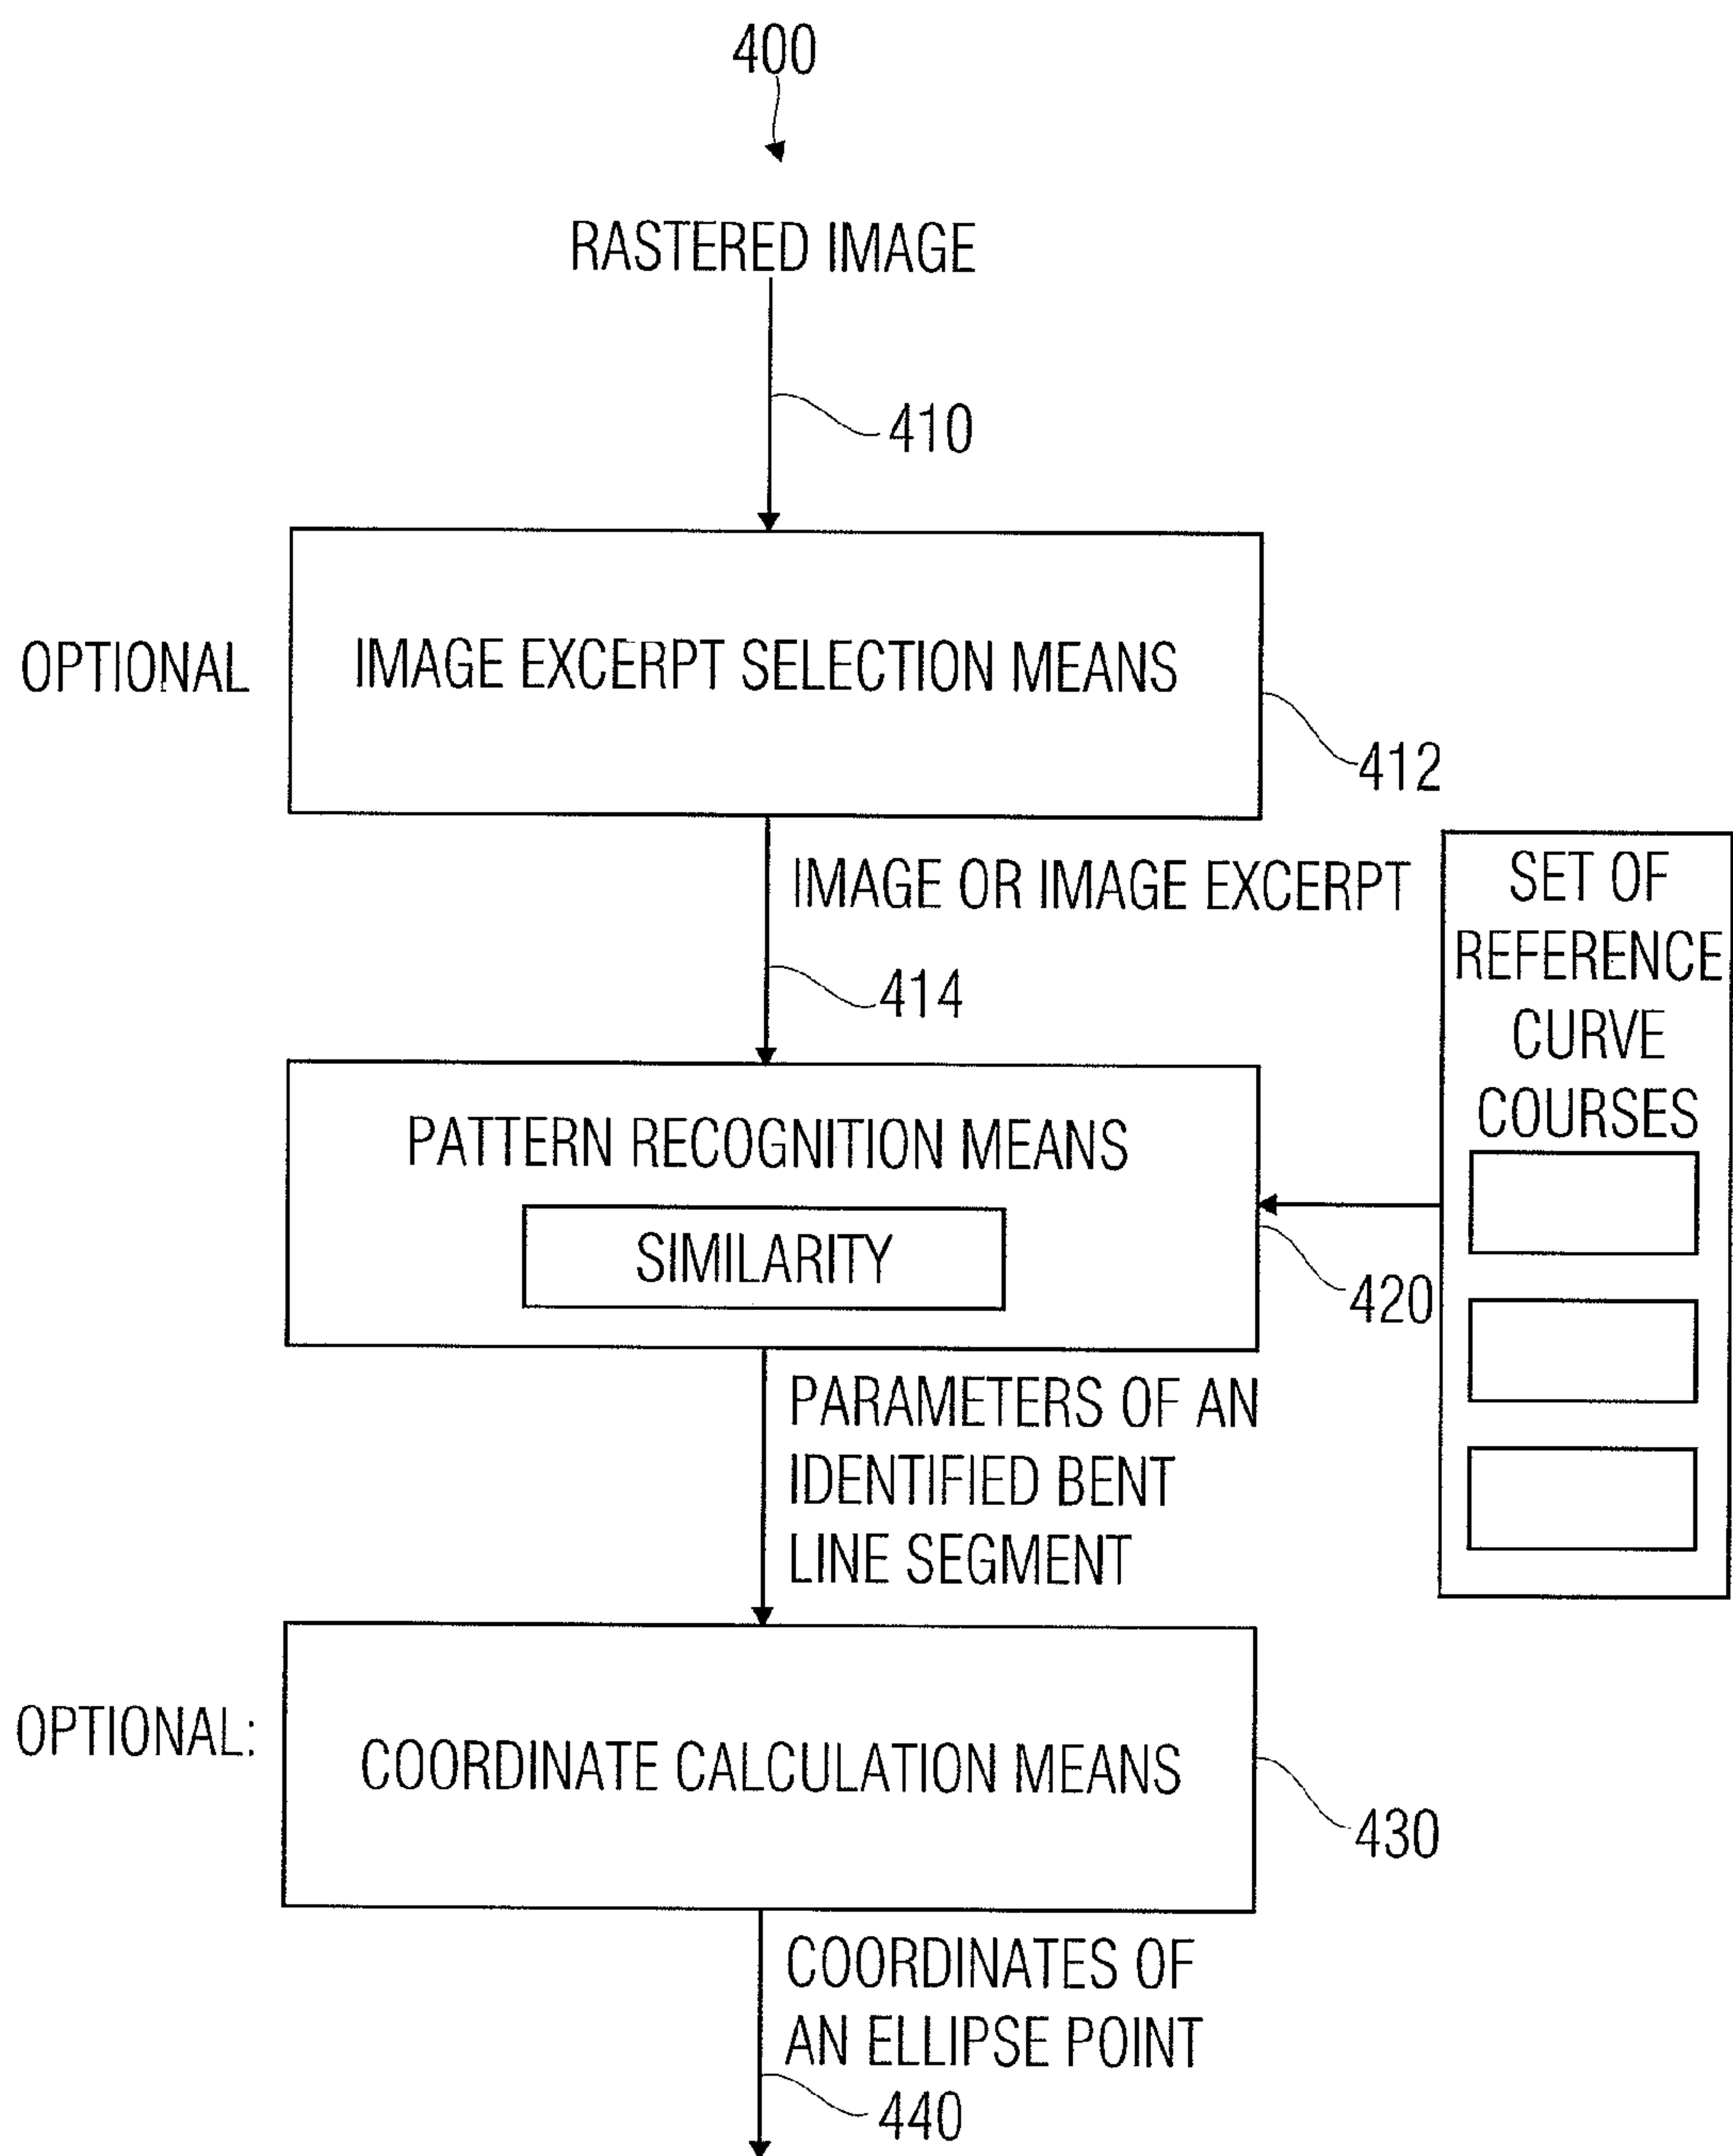 400
RASTERED IMAGE
410
OPTIONAL
IMAGE EXCERPT SELECTION MEANS
412
IMAGE OR IMAGE EXCERPT
414
SET OF
REFERENCE
CURVE
COURSES
PATTERN RECOGNITION MEANS
SIMILARITY
420
PARAMETERS OF AN
IDENTIFIED BENT
LINE SEGMENT
OPTIONAL:
COORDINATE CALCULATION MEANS
430
COORDINATES OF
AN ELLIPSE POINT
440